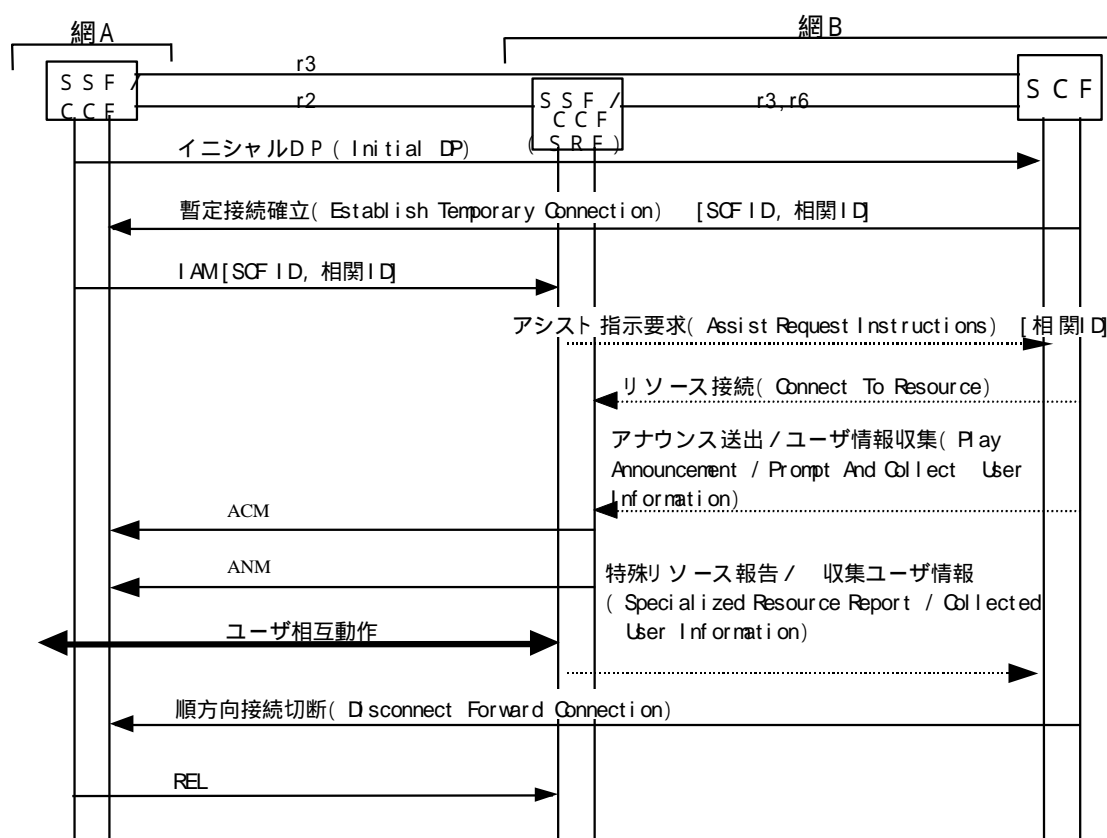 網A
網B
r3
SSF/
CCF
r2
SSF/
CCF
(SRF)
r3,r6
SCF
イニシャルDP(Initial DP)
暫定接続確立(Establish Temporary Connection) [SCF ID, 相関ID]
IAM[SCF ID, 相関ID]
アシスト指示要求(Assist Request Instructions) [相関ID]
リソース接続(Connect To Resource)
アナウンス送出/ユーザ情報収集(Play
Announcement / Prompt And Collect User
Information)
ACM
ANM
特殊リソース報告/ 収集ユーザ情報
(Specialized Resource Report / Collected
User Information)
ユーザ相互動作
順方向接続切断(Disconnect Forward Connection)
REL